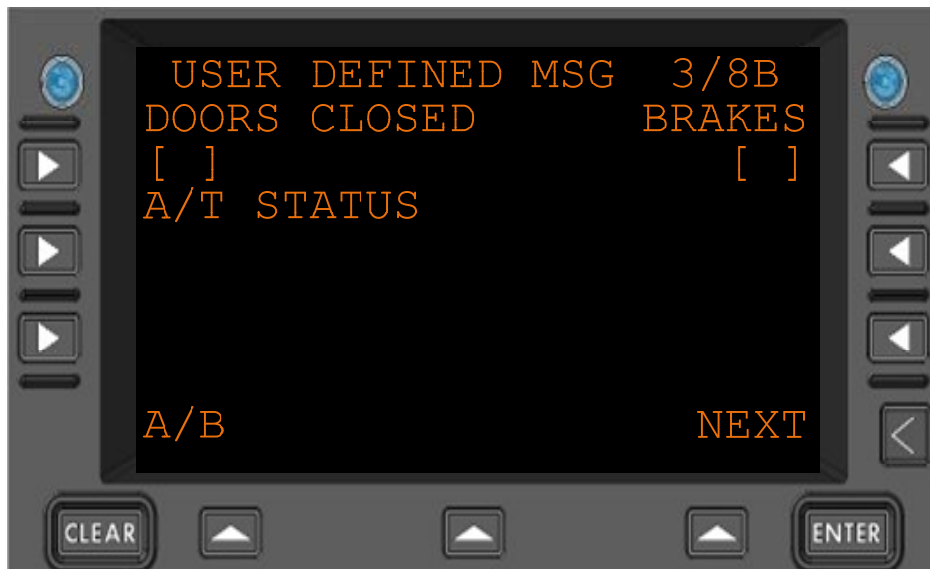 USER DEFINED MSG 3/8B
DOORS CLOSED BRAKES
[ ] [ ]
A/T STATUS
A/B NEXT
CLEAR ENTER